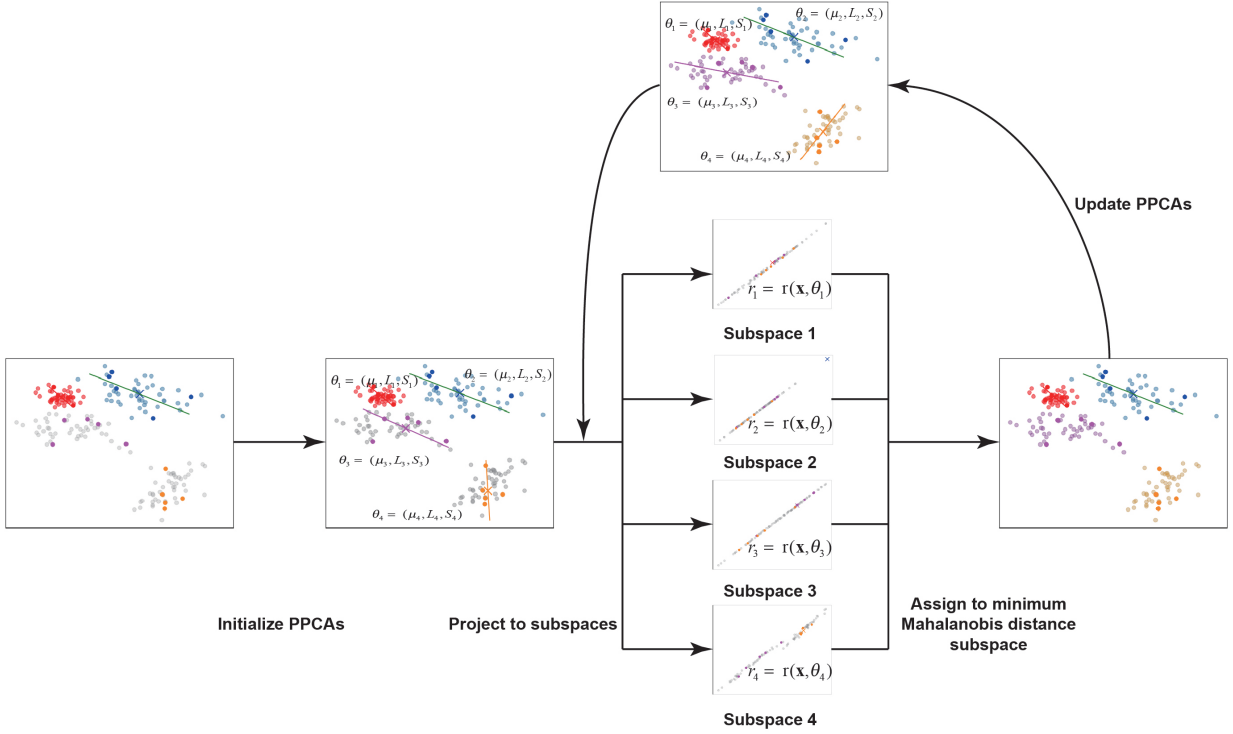 θ₁ = (μ₁, L₁, S₁)
θ₂ = (μ₂, L₂, S₂)
θ₃ = (μ₃, L₃, S₃)
θ₄ = (μ₄, L₄, S₄)
Update PPCAs
r₁ = r(x,θ₁)
Subspace 1
θ₁ = (μ₁, L₁, S₁)
θ₂ = (μ₂, L₂, S₂)
θ₃ = (μ₃, L₃, S₃)
θ₄ = (μ₄, L₄, S₄)
r₂ = r(x,θ₂)
Subspace 2
r₃ = r(x,θ₃)
Subspace 3
Initialize PPCAs
Project to subspaces
Assign to minimum
Mahalanobis distance
subspace
r₄ = r(x,θ₄)
Subspace 4